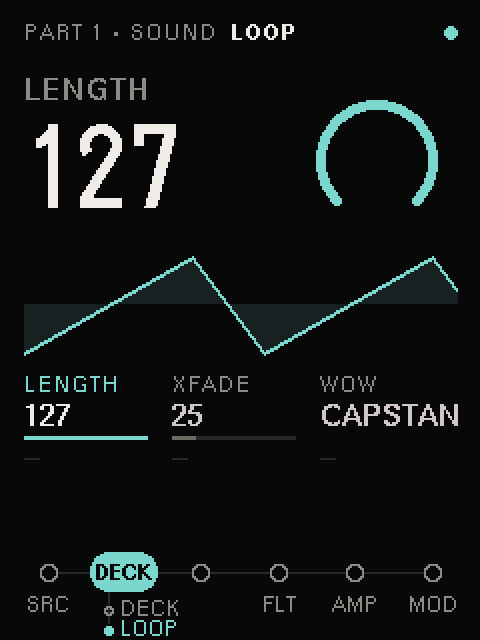 PART 1 · SOUND LOOP
LENGTH
127
LENGTH XFADE WOW
127 25 CAPSTAN
DECK
SRC DECK FLT AMP MOD
LOOP